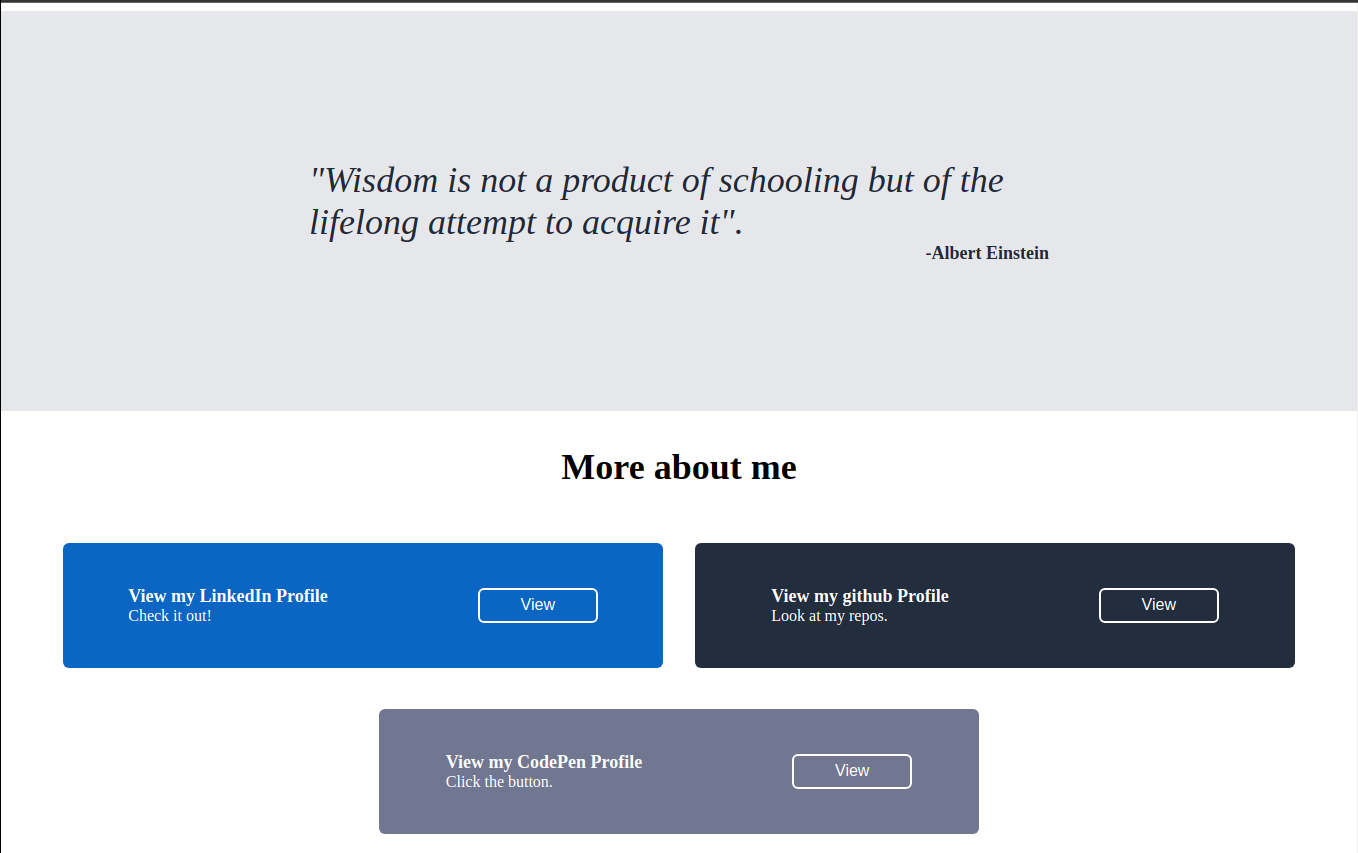 "Wisdom is not a product of schooling but of the
lifelong attempt to acquire it".
-Albert Einstein
More about me
View my LinkedIn Profile
Check it out!
View
View my github Profile
Look at my repos.
View
View my CodePen Profile
Click the button.
View